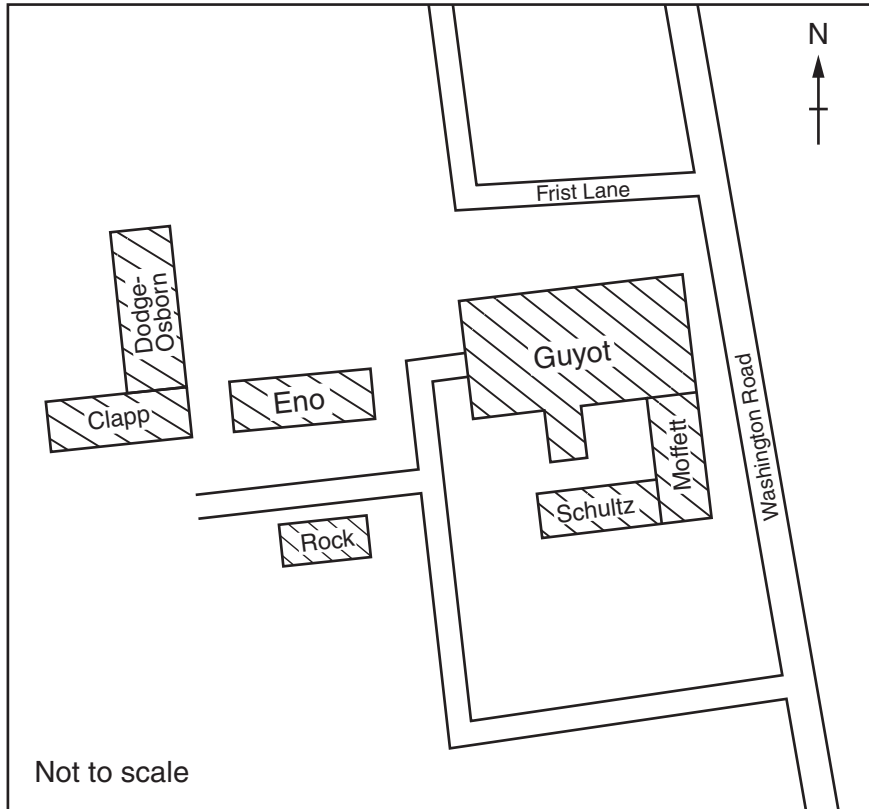 N
Frist Lane
Dodge-
Osborn
Guyot
Washington Road
Eno
Clapp
Moffett
Schultz
Rock
Not to scale